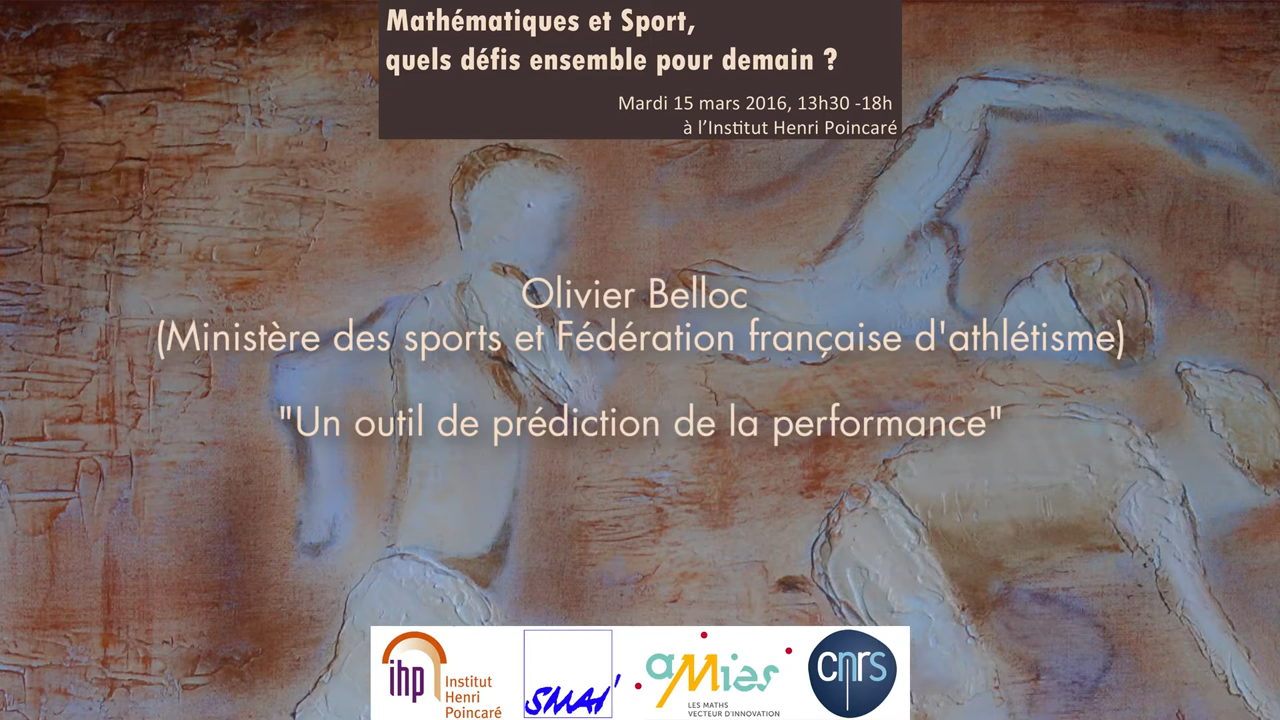 Mathématiques et Sport,
quels défis ensemble pour demain ?
Mardi 15 mars 2016, 13h30 -18h
à l’Institut Henri Poincaré
Olivier Belloc
(Ministère des sports et Fédération française d'athlétisme)
"Un outil de prédiction de la performance"
ihp
Institut
Henri
Poincaré
SMAI
aMies
LES MATHS
VECTEUR D'INNOVATION
cnrs